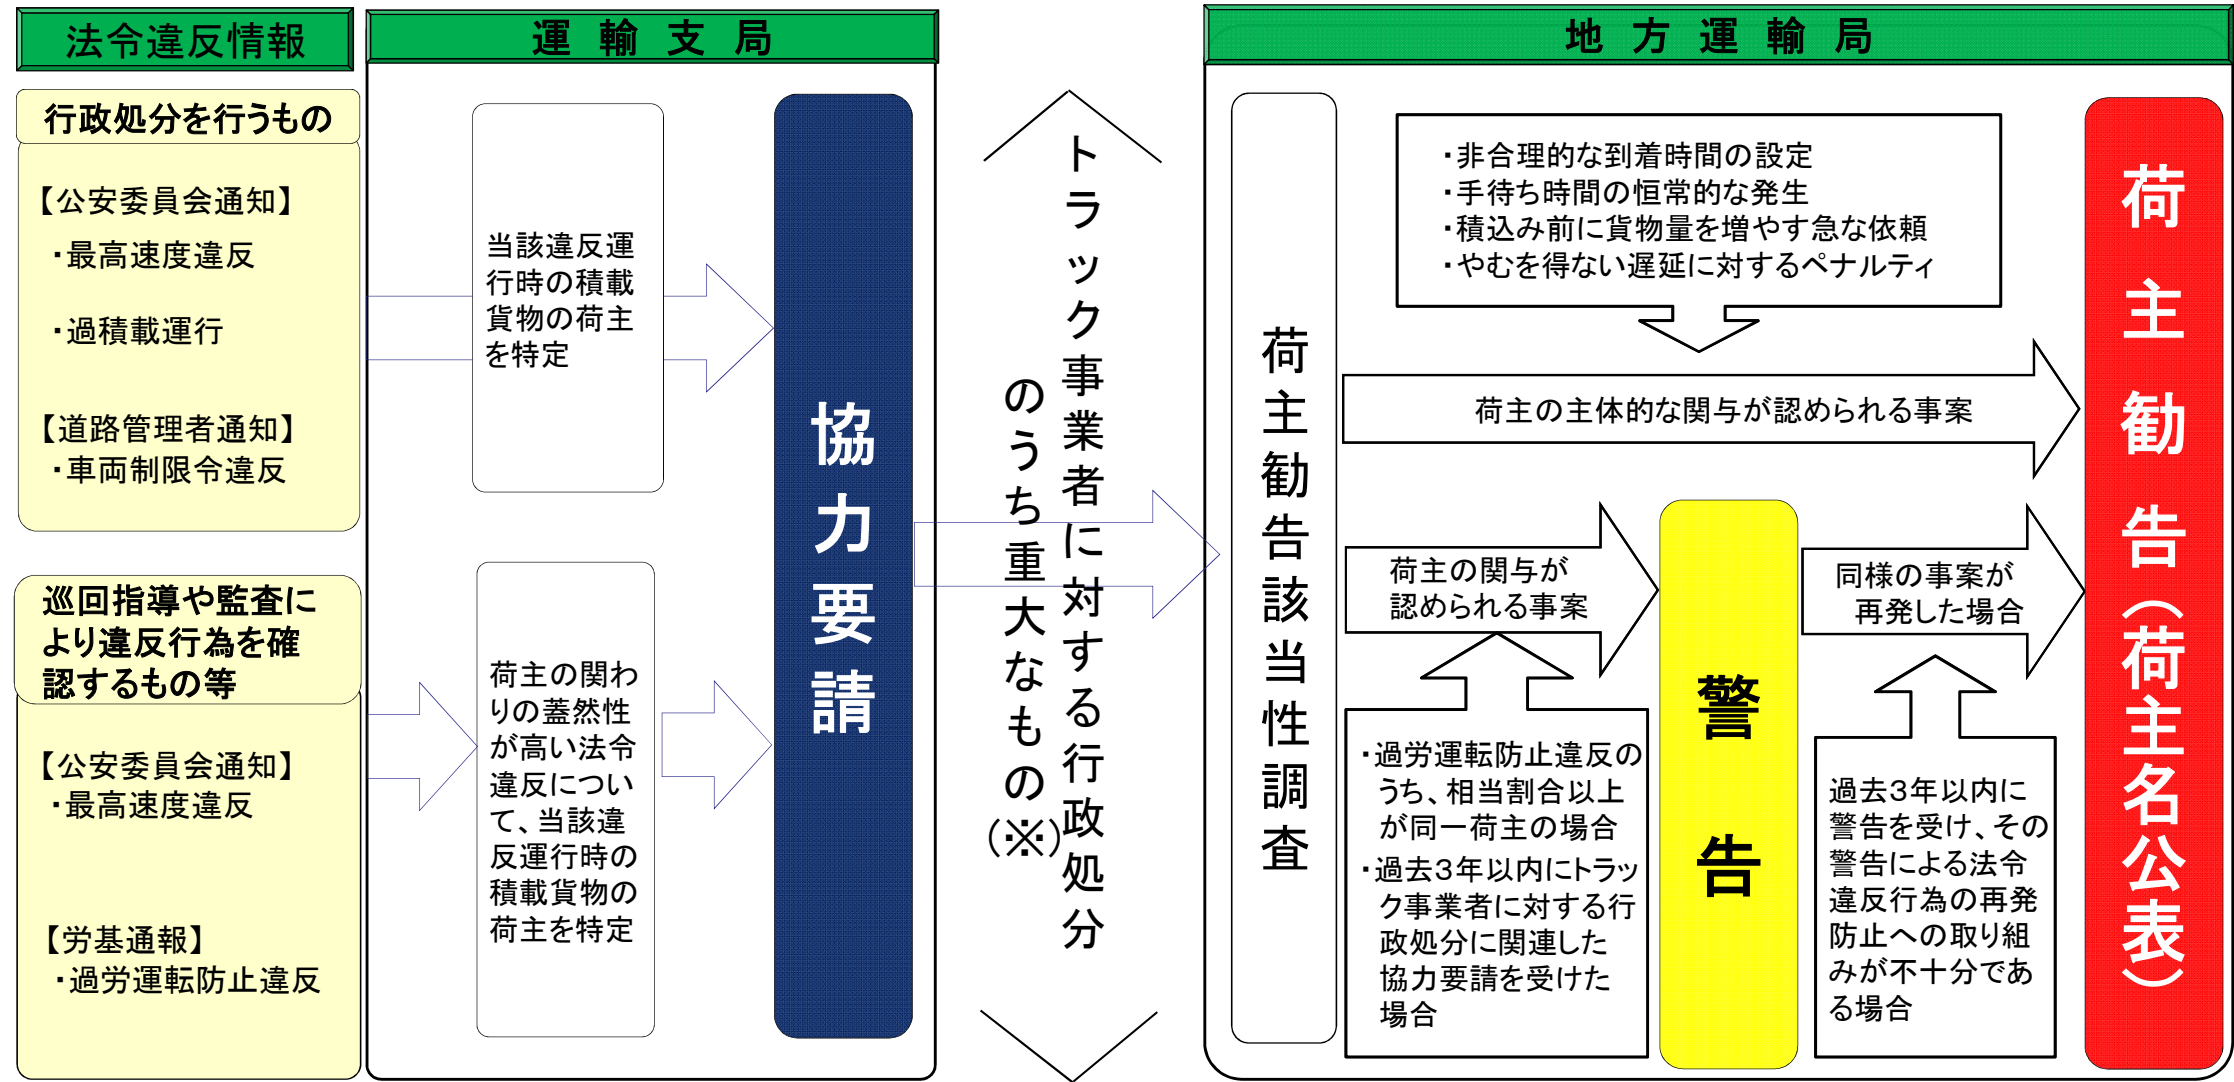 法令違反情報
行政処分を行うもの
【公安委員会通知】
・最高速度違反
・過積載運行
【道路管理者通知】
・車両制限令違反
巡回指導や監査に
より違反行為を確
認するもの等
【公安委員会通知】
・最高速度違反
【労基通報】
・過労運転防止違反
運輸支局
当該違反運
行時の積載
貨物の荷主
を特定
荷主の関わ
りの蓋然性
が高い法令
違反につい
て、当該違
反運行時の
積載貨物の
荷主を特定
協力要請
トラック事業者に対する行政処分
のうち重大なもの(※)
地方運輸局
荷主勧告該当性調査
・非合理的な到着時間の設定
・手待ち時間の恒常的な発生
・積込み前に貨物量を増やす急な依頼
・やむを得ない遅延に対するペナルティ
荷主の主体的な関与が認められる事案
荷主の関与が
認められる事案
・過労運転防止違反の
うち、相当割合以上
が同一荷主の場合
・過去3年以内にトラッ
ク事業者に対する行
政処分に関連した
協力要請を受けた
場合
警告
同様の事案が
再発した場合
過去3年以内に
警告を受け、その
警告による法令
違反行為の再発
防止への取り組
みが不十分であ
る場合
荷主勧告(荷主名公表)